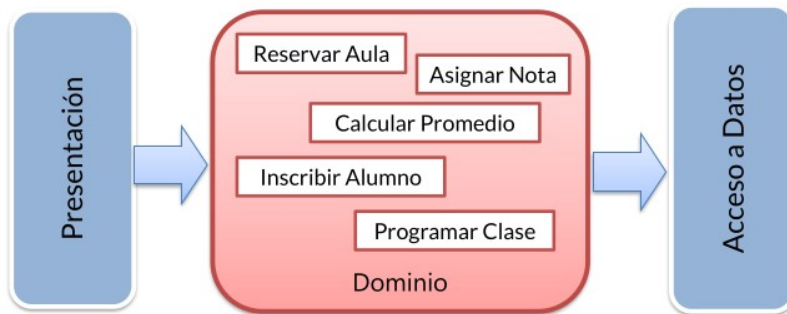 Presentación
Reservar Aula
Asignar Nota
Calcular Promedio
Inscribir Alumno
Programar Clase
Dominio
Acceso a Datos